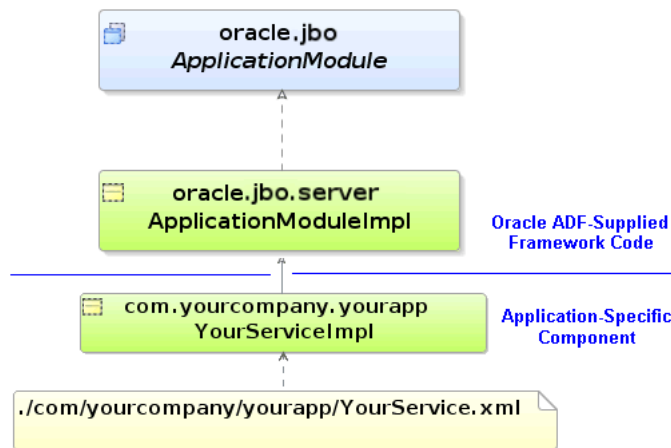 oracle.jbo
ApplicationModule
oracle.jbo.server
ApplicationModuleImpl
Oracle ADF-Supplied
Framework Code
com.yourcompany.yourapp
YourServiceImpl
Application-Specific
Component
./com/yourcompany/yourapp/YourService.xml